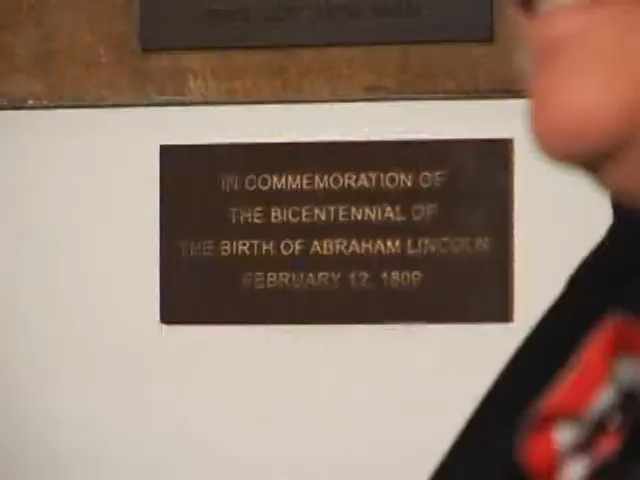 IN COMMEMORATION OF
THE BICENTENNIAL OF
THE BIRTH OF ABRAHAM LINCOLN
FEBRUARY 12, 1809